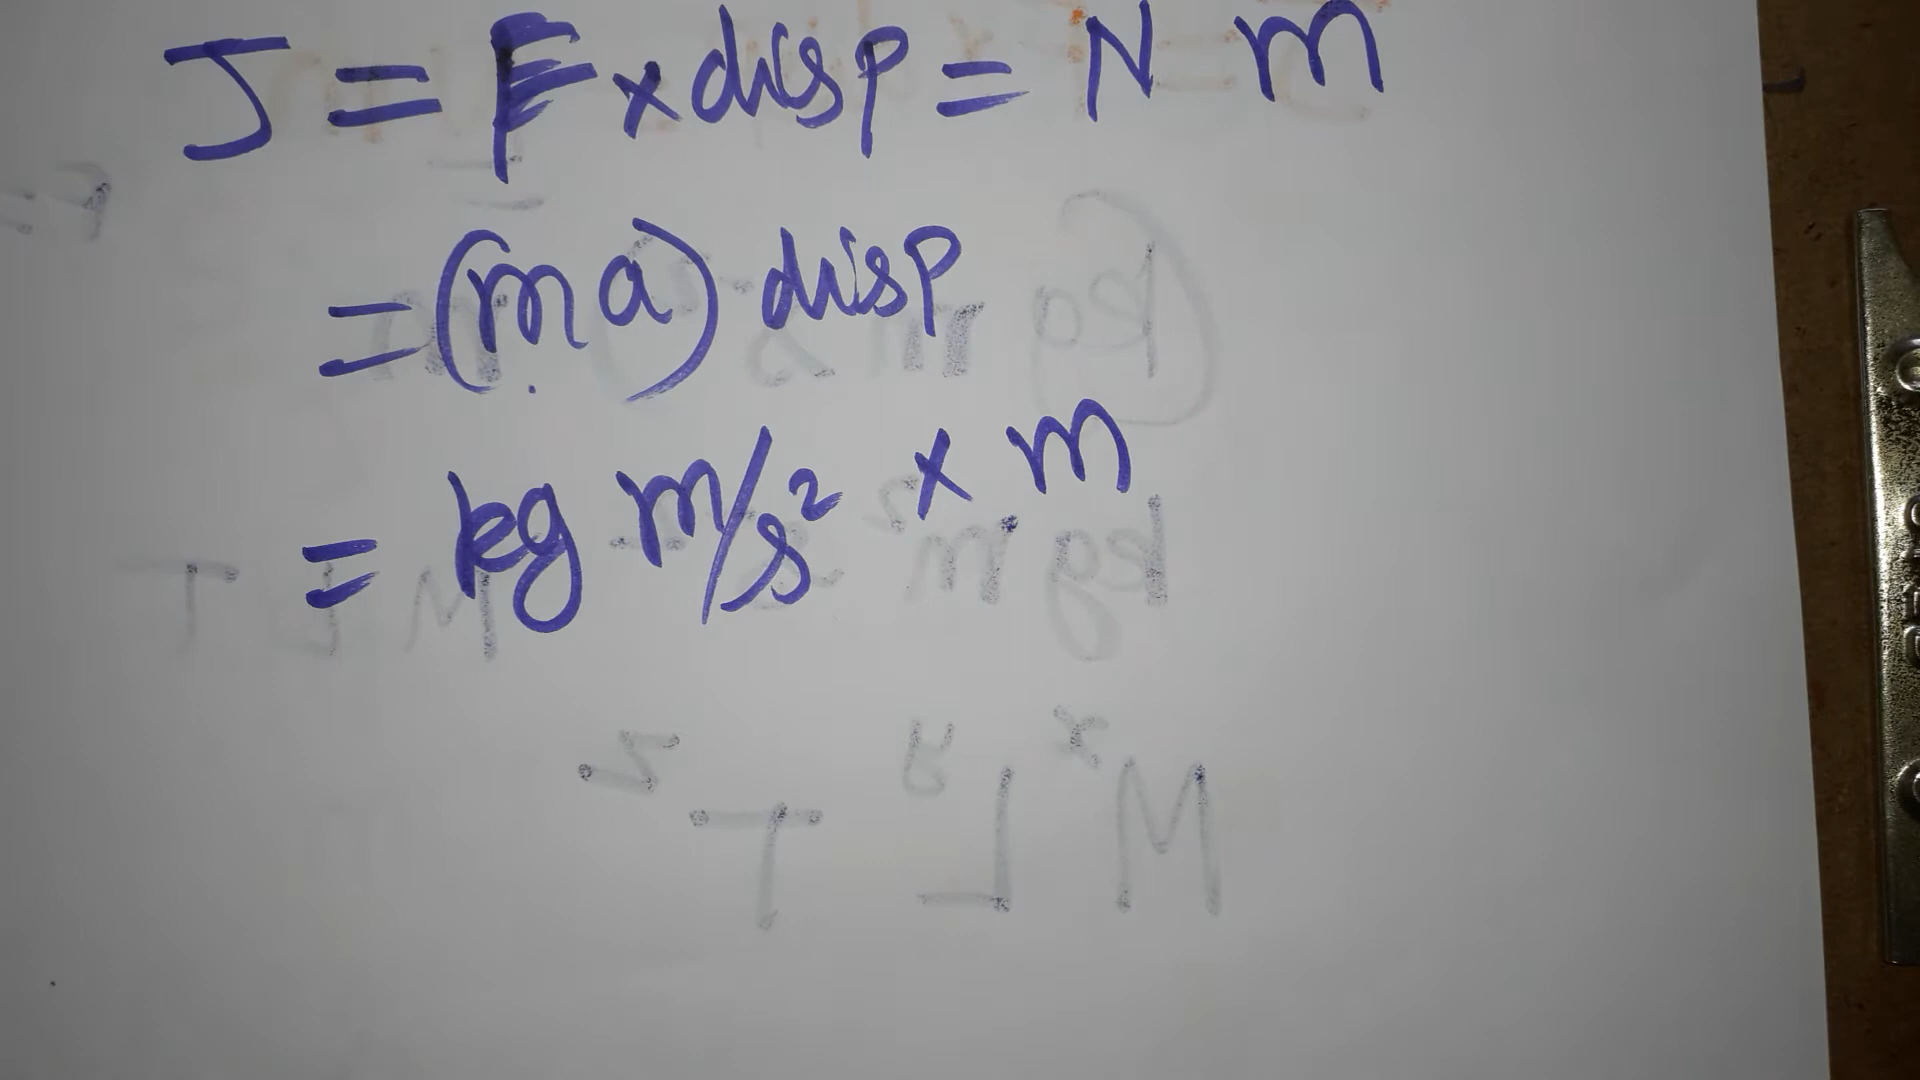 J = F x disp = N m
= (ma) disp
= kg m/s² x m